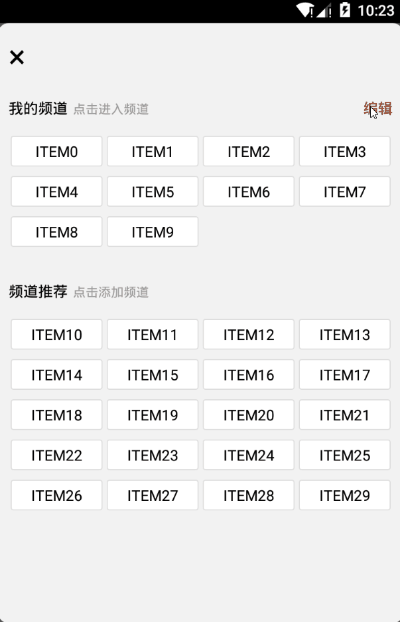 10:23
我的频道 点击进入频道 编辑
ITEM0 ITEM1 ITEM2 ITEM3
ITEM4 ITEM5 ITEM6 ITEM7
ITEM8 ITEM9
频道推荐 点击添加频道
ITEM10 ITEM11 ITEM12 ITEM13
ITEM14 ITEM15 ITEM16 ITEM17
ITEM18 ITEM19 ITEM20 ITEM21
ITEM22 ITEM23 ITEM24 ITEM25
ITEM26 ITEM27 ITEM28 ITEM29